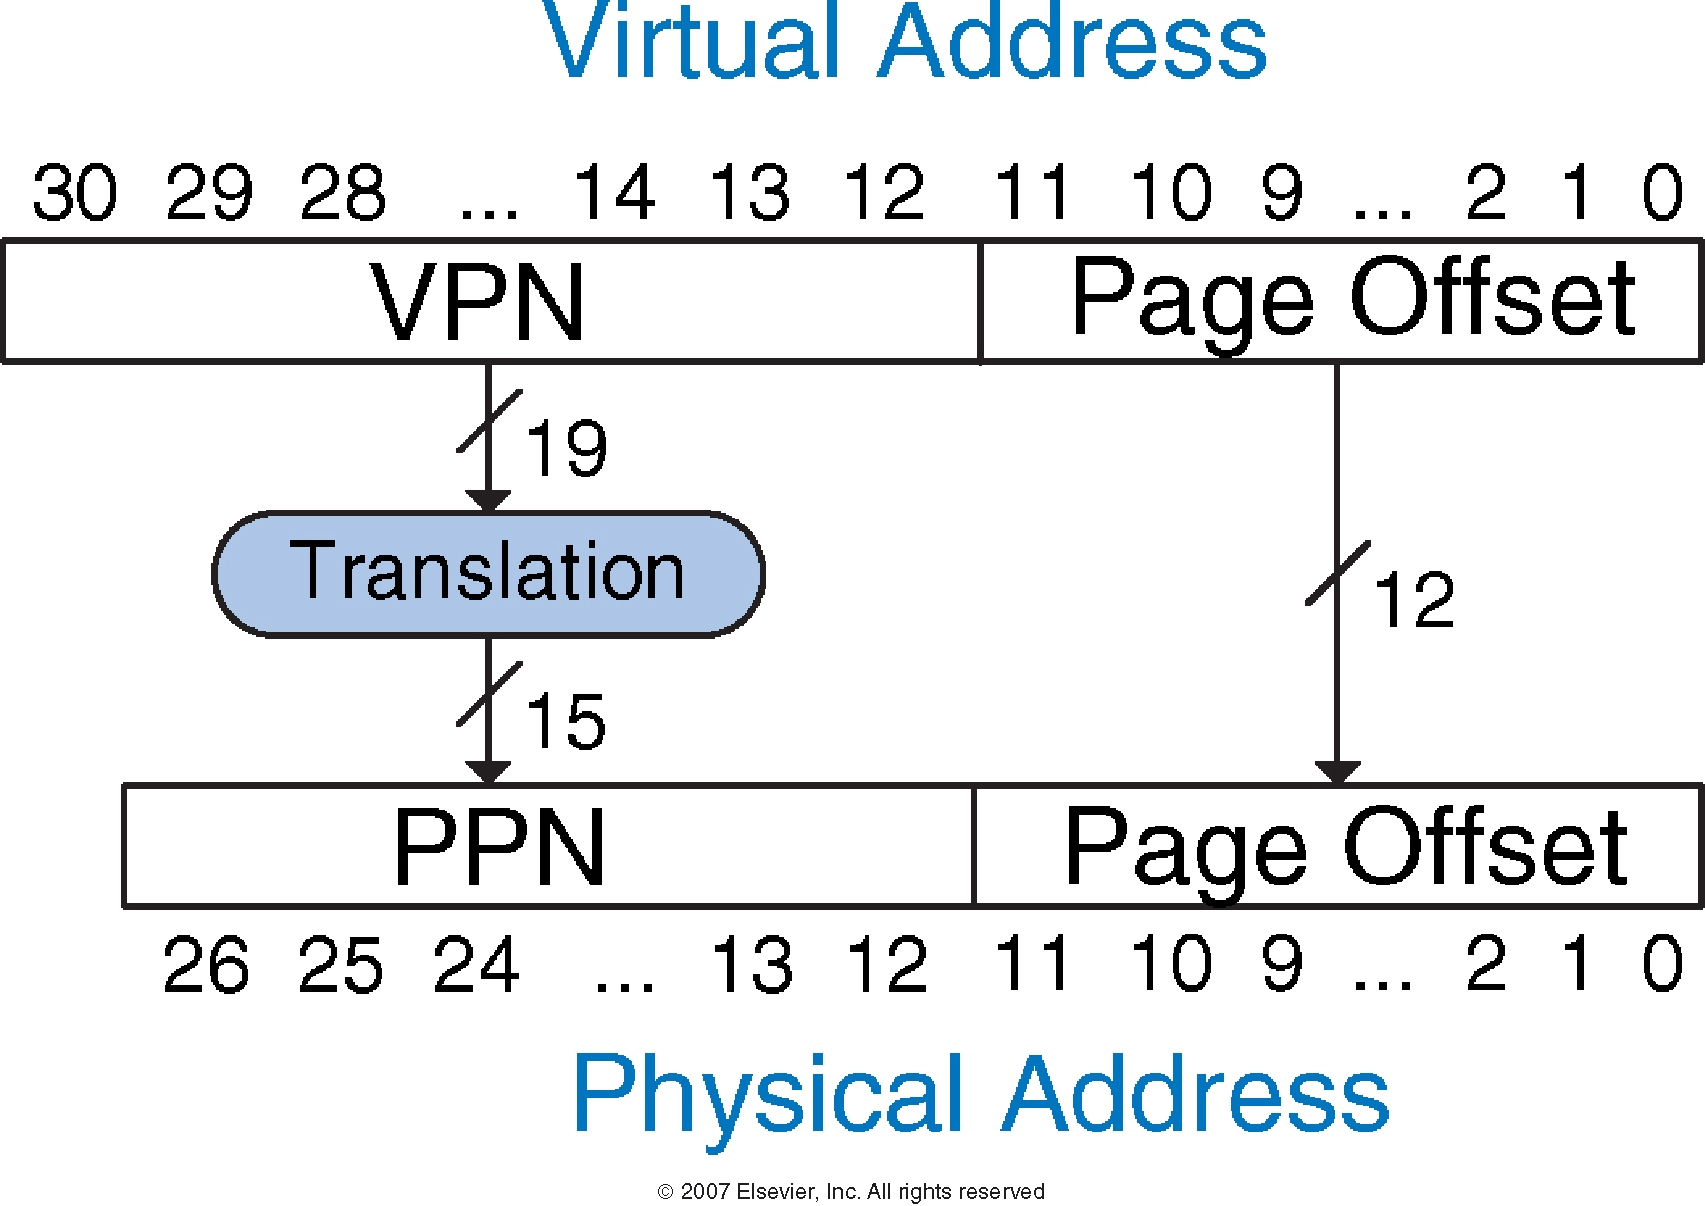 Virtual Address
30 29 28 ... 14 13 12 11 10 9 ... 2 1 0
VPN Page Offset
19
Translation
12
15
PPN Page Offset
26 25 24 ... 13 12 11 10 9 ... 2 1 0
Physical Address
© 2007 Elsevier, Inc. All rights reserved